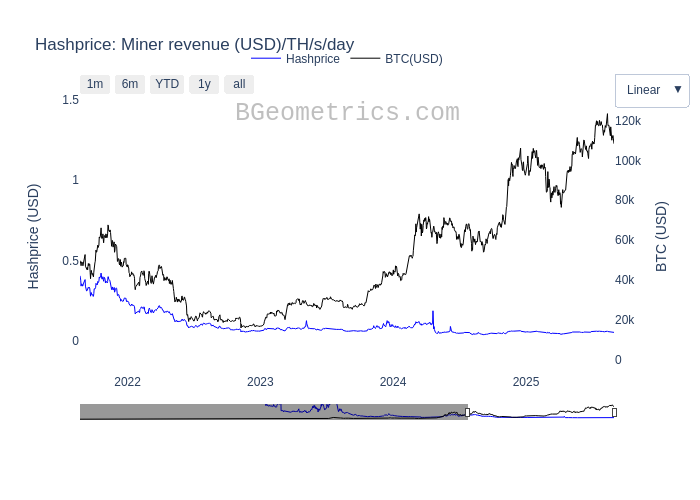 Hashprice: Miner revenue (USD)/TH/s/day
Hashprice BTC(USD)
1m 6m YTD 1y all
Linear ▼
BGeometrics.com
1.5
1
0.5
0
Hashprice (USD)
120k
100k
80k
60k
40k
20k
0
BTC (USD)
2022 2023 2024 2025